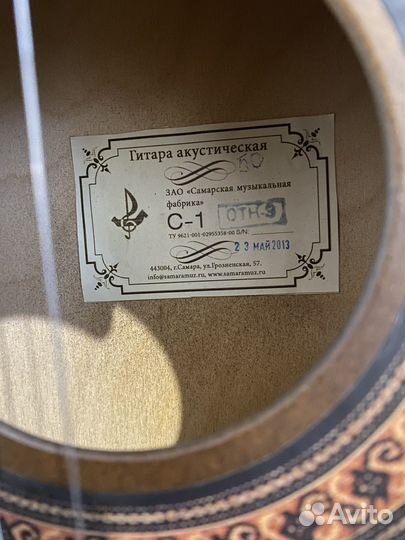 Гитара акустическая
ЗАО «Самарская музыкальная
фабрика»
С-1 ОТК-3
ТУ 9621-001-02955358-00 S/N:
23 МАЙ 2013
443004, г.Самара, ул.Грозненская, 57.
info@samaramuz.ru, www.samaramuz.ru
Avito